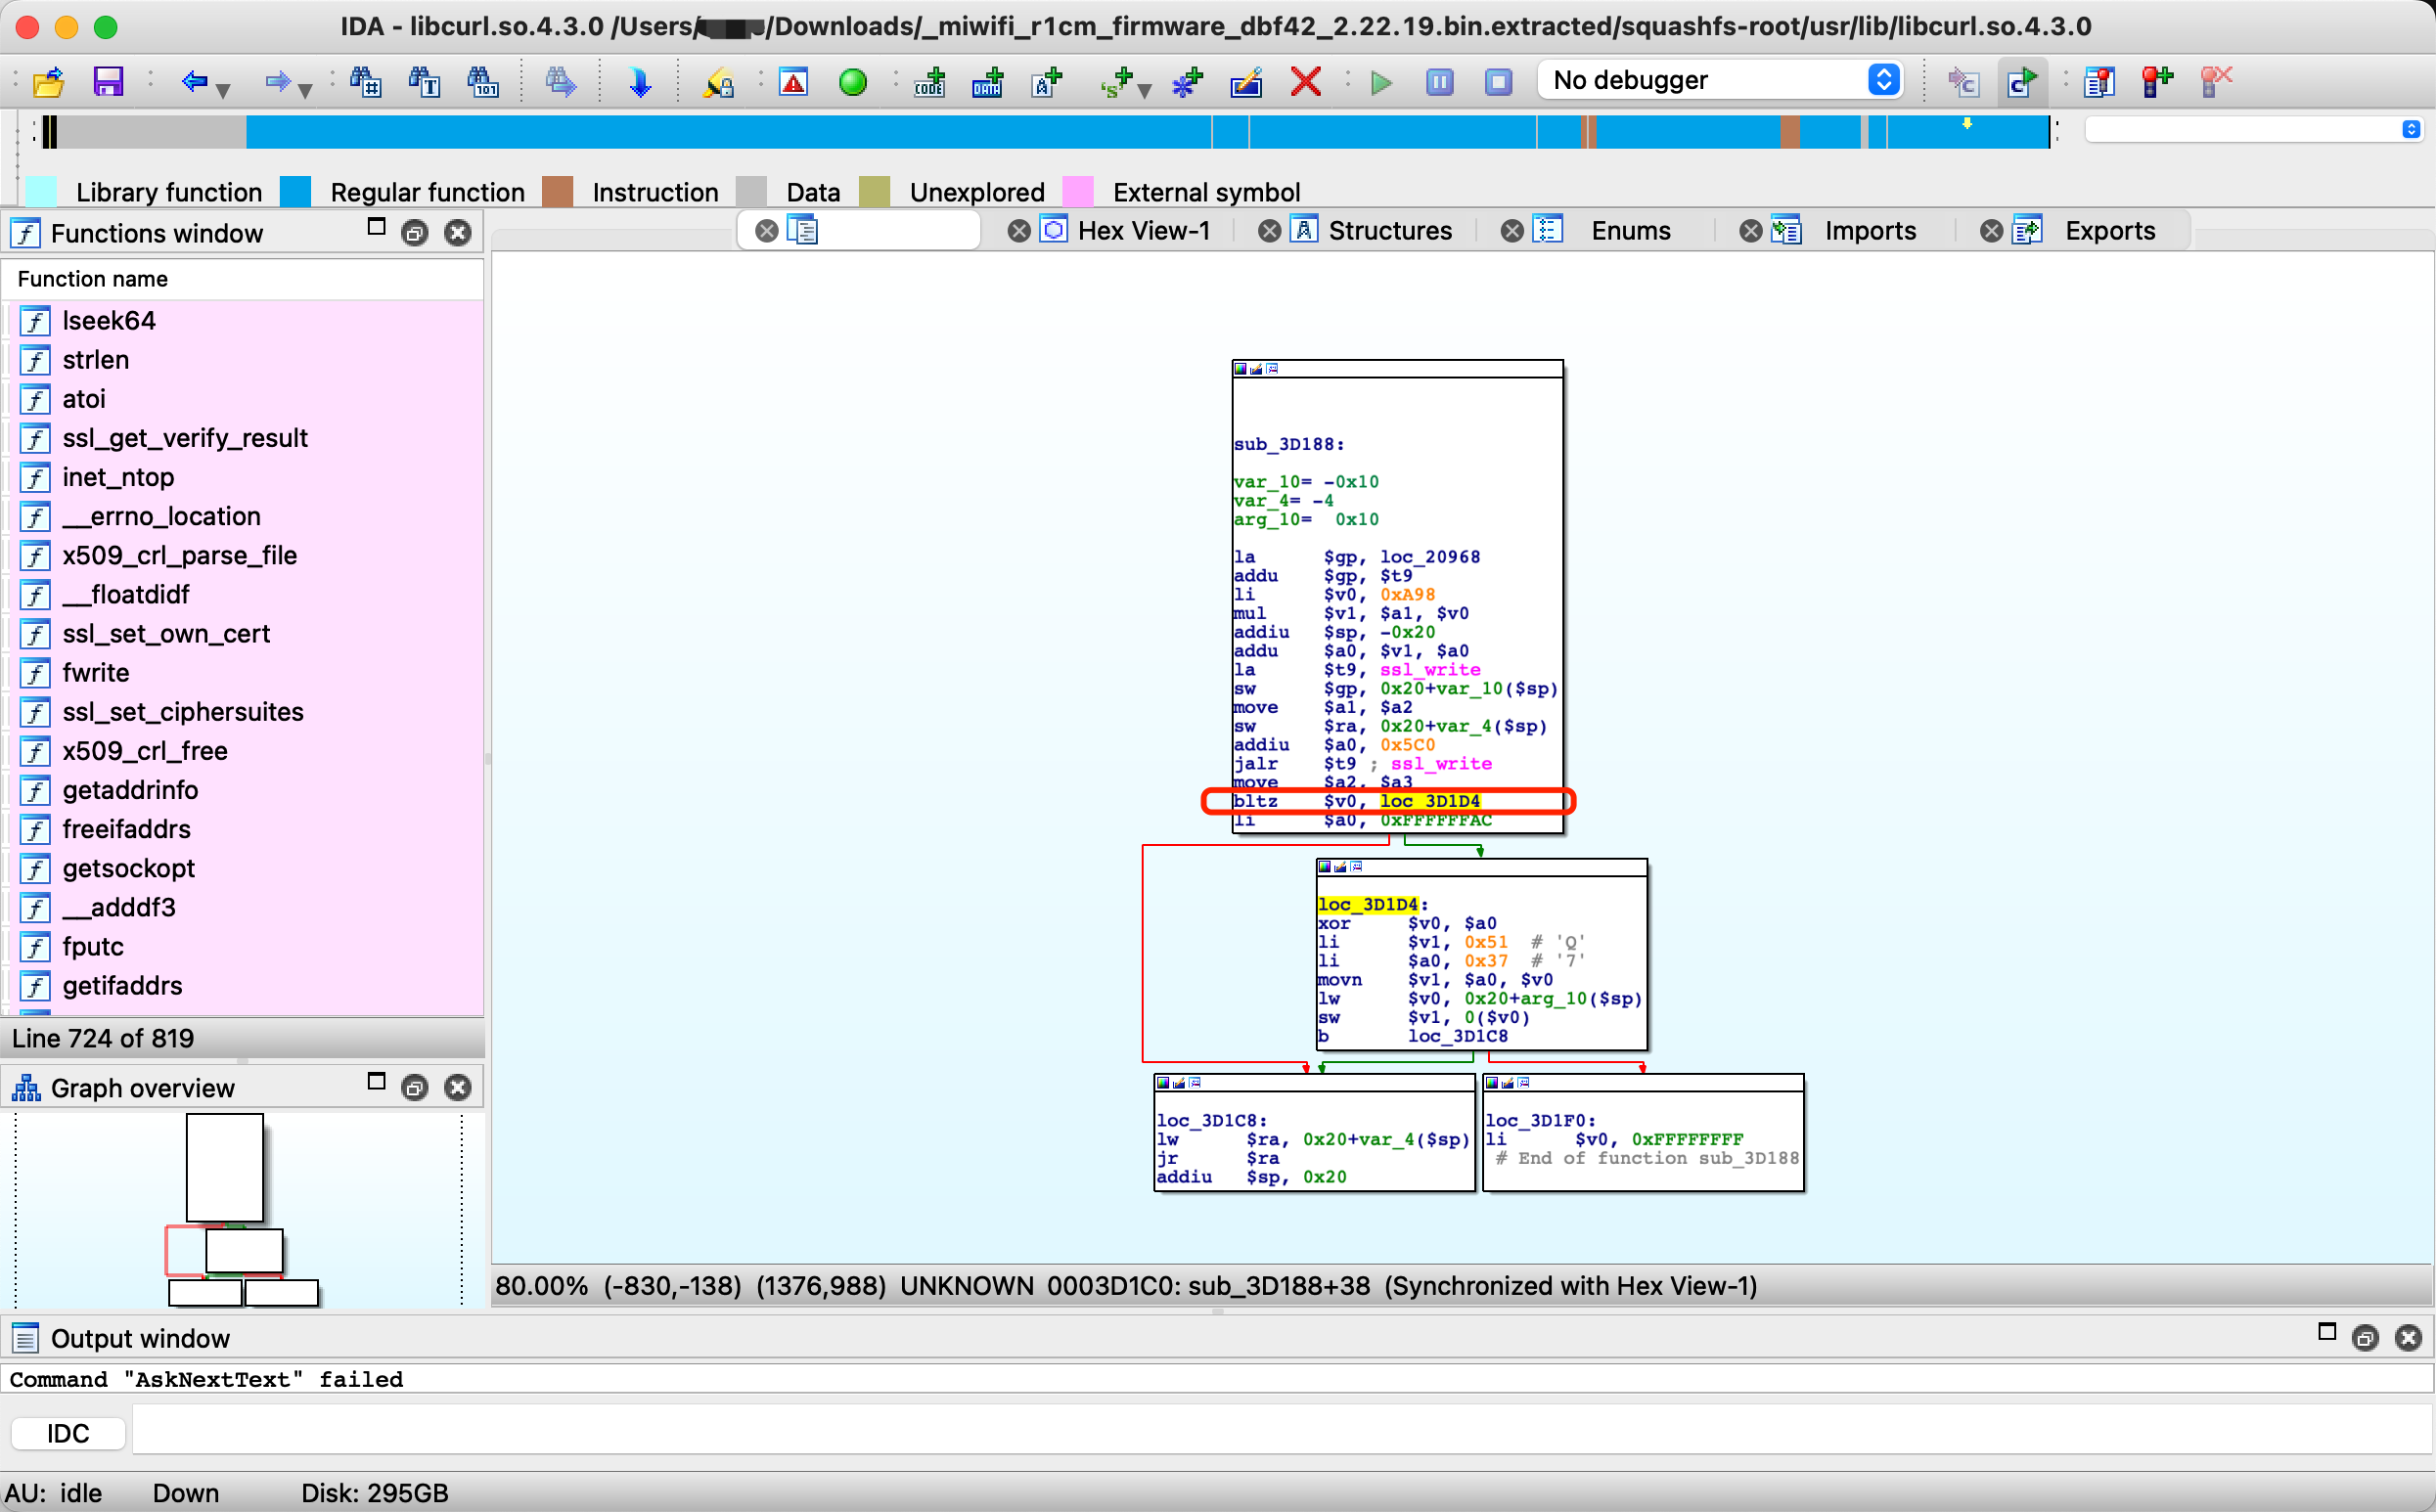 IDA - libcurl.so.4.3.0 /Users/ /Downloads/_miwifi_r1cm_firmware_dbf42_2.22.19.bin.extracted/squashfs-root/usr/lib/libcurl.so.4.3.0
No debugger
Library function Regular function Instruction Data Unexplored External symbol
Functions window
Hex View-1 Structures Enums Imports Exports
Function name
lseek64
strlen
atoi
ssl_get_verify_result
inet_ntop
__errno_location
x509_crl_parse_file
__floatdidf
ssl_set_own_cert
fwrite
ssl_set_ciphersuites
x509_crl_free
getaddrinfo
freeifaddrs
getsockopt
__adddf3
fputc
getifaddrs
Line 724 of 819
Graph overview
sub_3D188:
var_10= -0x10
var_4= -4
arg_10= 0x10
la $gp, loc_20968
addu $gp, $t9
li $v0, 0xA98
mul $v1, $a1, $v0
addiu $sp, -0x20
addu $a0, $v1, $a0
la $t9, ssl_write
sw $gp, 0x20+var_10($sp)
move $a1, $a2
sw $ra, 0x20+var_4($sp)
addiu $a0, 0x5C0
jalr $t9 ; ssl_write
move $a2, $a3
bltz $v0, loc_3D1D4
li $a0, 0xFFFFFFAC
loc_3D1D4:
xor $v0, $a0
li $v1, 0x51 # 'Q'
li $a0, 0x37 # '7'
movn $v1, $a0, $v0
lw $v0, 0x20+arg_10($sp)
sw $v1, 0($v0)
b loc_3D1C8
loc_3D1C8:
lw $ra, 0x20+var_4($sp)
jr $ra
addiu $sp, 0x20
loc_3D1F0:
li $v0, 0xFFFFFFFF
# End of function sub_3D188
80.00% (-830,-138) (1376,988) UNKNOWN 0003D1C0: sub_3D188+38 (Synchronized with Hex View-1)
Output window
Command "AskNextText" failed
IDC
AU: idle Down Disk: 295GB